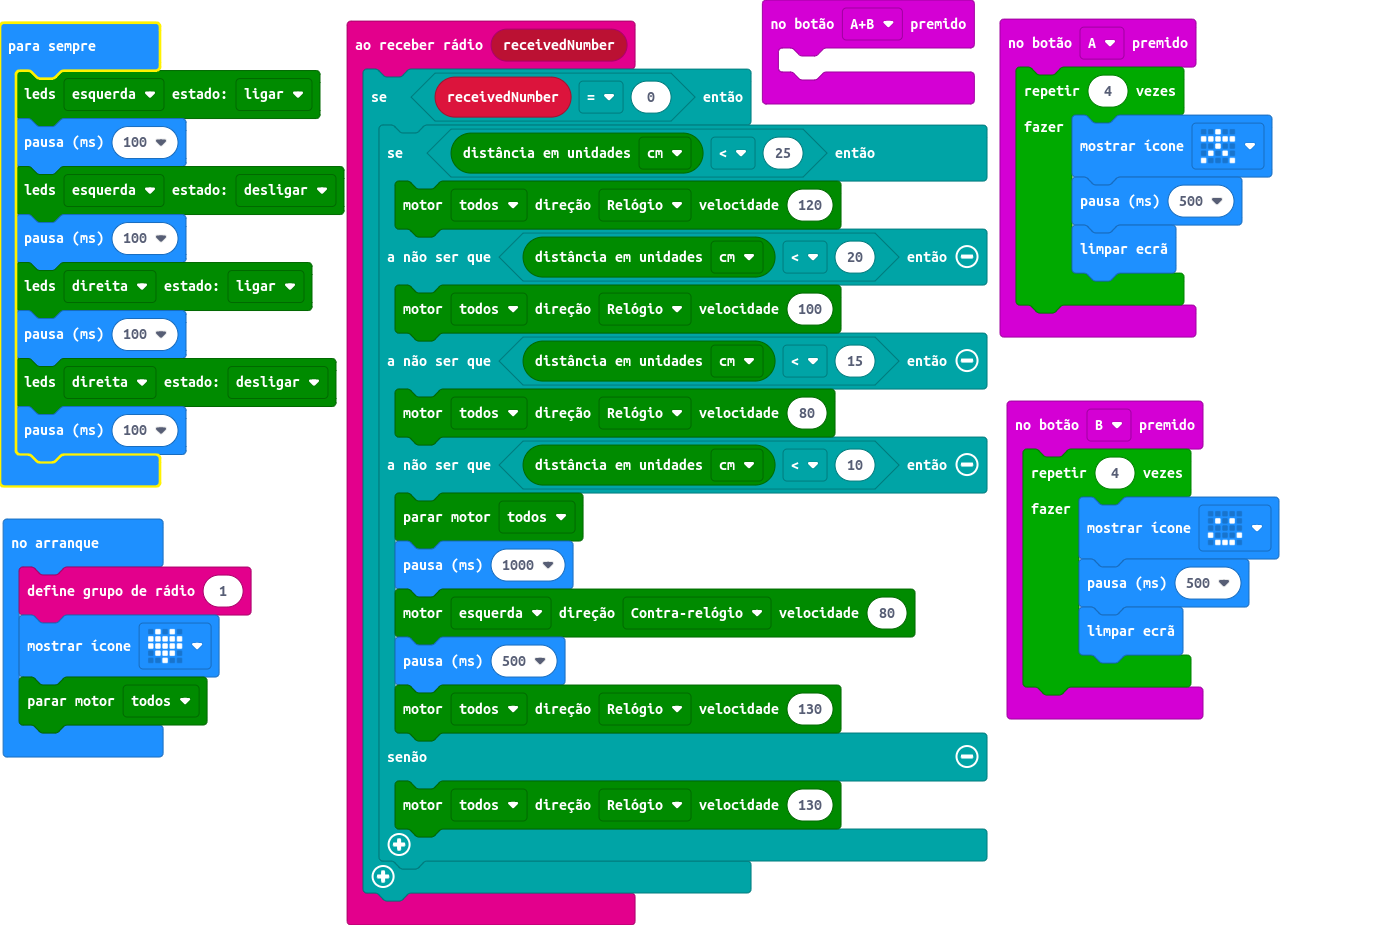 para sempre
leds esquerda estado: ligar
pausa (ms) 100
leds esquerda estado: desligar
pausa (ms) 100
leds direita estado: ligar
pausa (ms) 100
leds direita estado: desligar
pausa (ms) 100
no arranque
define grupo de rádio 1
mostrar ícone
parar motor todos
ao receber rádio receivedNumber
se receivedNumber = 0 então
se distância em unidades cm < 25 então
motor todos direção Relógio velocidade 120
a não ser que distância em unidades cm < 20 então
motor todos direção Relógio velocidade 100
a não ser que distância em unidades cm < 15 então
motor todos direção Relógio velocidade 80
a não ser que distância em unidades cm < 10 então
parar motor todos
pausa (ms) 1000
motor esquerda direção Contra-relógio velocidade 80
pausa (ms) 500
motor todos direção Relógio velocidade 130
senão
motor todos direção Relógio velocidade 130
no botão A+B premido
no botão A premido
repetir 4 vezes
fazer
mostrar ícone
pausa (ms) 500
limpar ecrã
no botão B premido
repetir 4 vezes
fazer
mostrar ícone
pausa (ms) 500
limpar ecrã